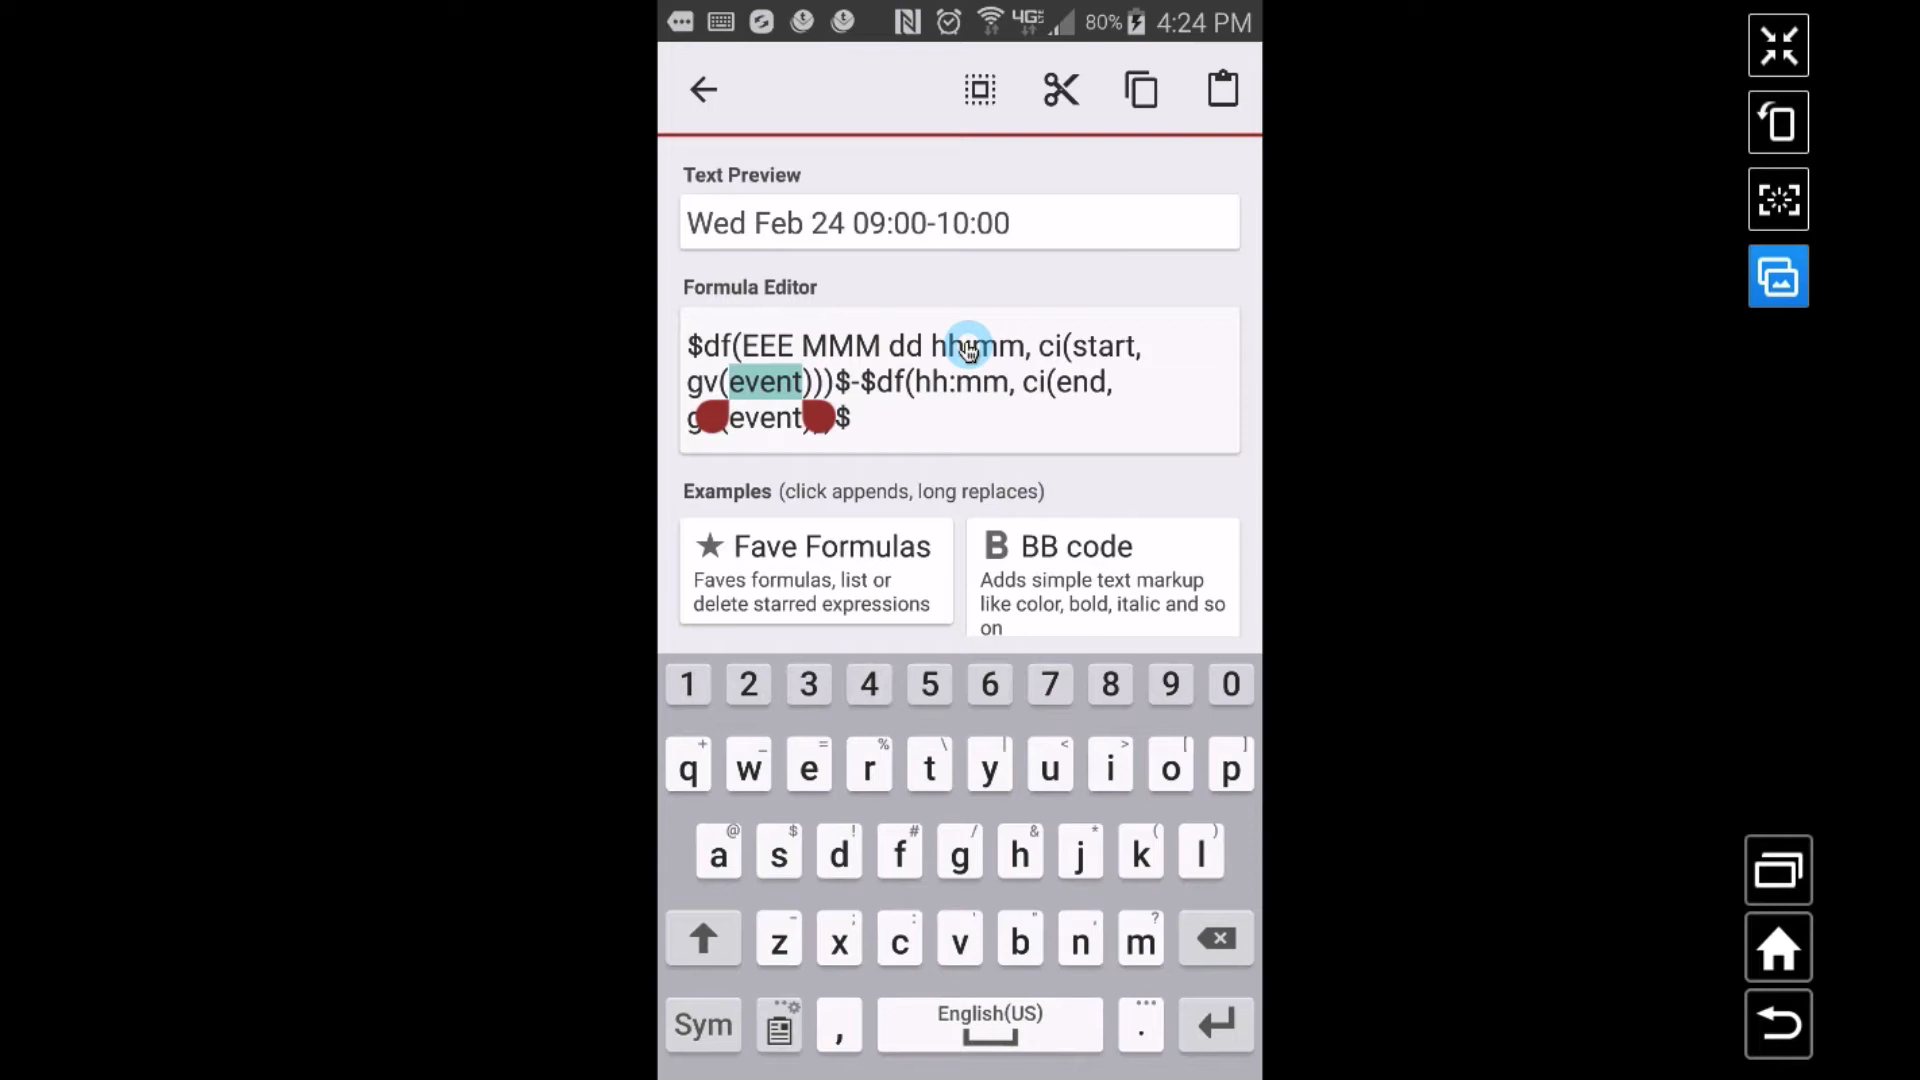 80% 4:24 PM
Text Preview
Wed Feb 24 09:00-10:00
Formula Editor
$df(EEE MMM dd hh:mm, ci(start,
gv(event)))$-$df(hh:mm, ci(end,
event $
Examples (click appends, long replaces)
Fave Formulas
Faves formulas, list or
delete starred expressions
B BB code
Adds simple text markup
like color, bold, italic and so
on
1 2 3 4 5 6 7 8 9 0
+ _ = % \ | < > [ ]
q w e r t y u i o p
@ $ ! # / & * ( )
a s d f g h j k l
- ; : ' " , ?
z x c v b n m
Sym , English(US) .